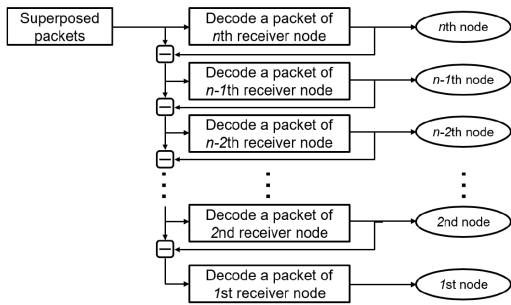 Superposed
packets
Decode a packet of
nth receiver node
nth node
Decode a packet of
n-1th receiver node
n-1th node
Decode a packet of
n-2th receiver node
n-2th node
Decode a packet of
2nd receiver node
2nd node
Decode a packet of
1st receiver node
1st node